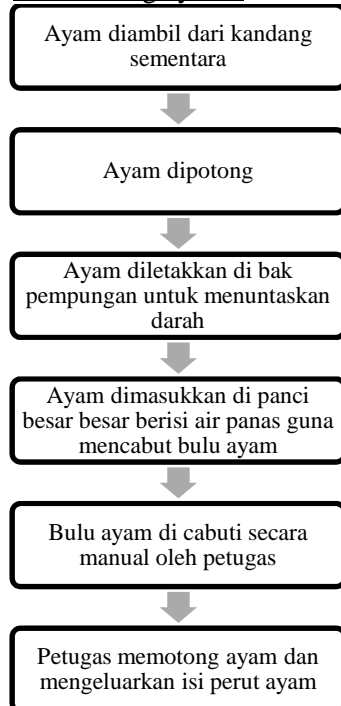 Ayam diambil dari kandang
sementara
Ayam dipotong
Ayam diletakkan di bak
pempungan untuk menuntaskan
darah
Ayam dimasukkan di panci
besar besar berisi air panas guna
mencabut bulu ayam
Bulu ayam di cabuti secara
manual oleh petugas
Petugas memotong ayam dan
mengeluarkan isi perut ayam